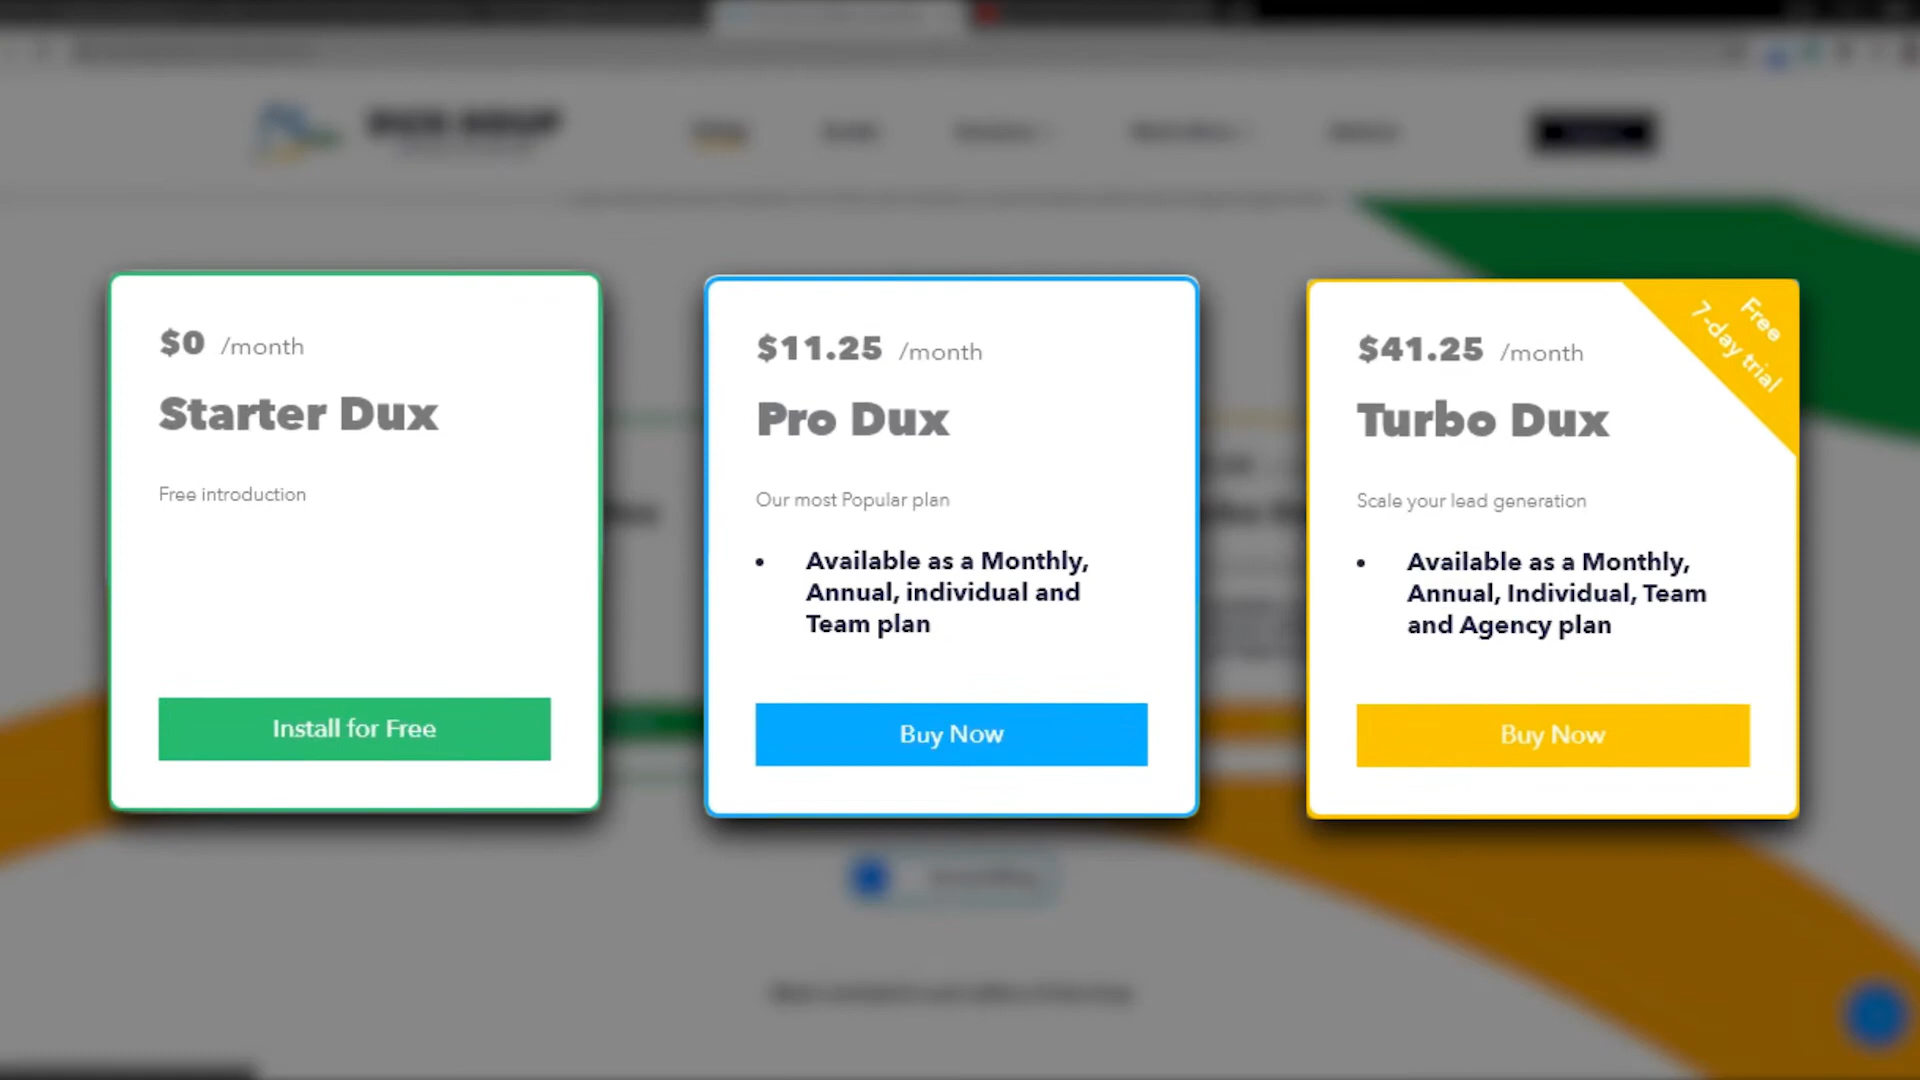 $0 /month
Starter Dux
Free introduction
Install for Free
$11.25 /month
Pro Dux
Our most Popular plan
• Available as a Monthly,
Annual, individual and
Team plan
Buy Now
Free
7-day trial
$41.25 /month
Turbo Dux
Scale your lead generation
• Available as a Monthly,
Annual, Individual, Team
and Agency plan
Buy Now